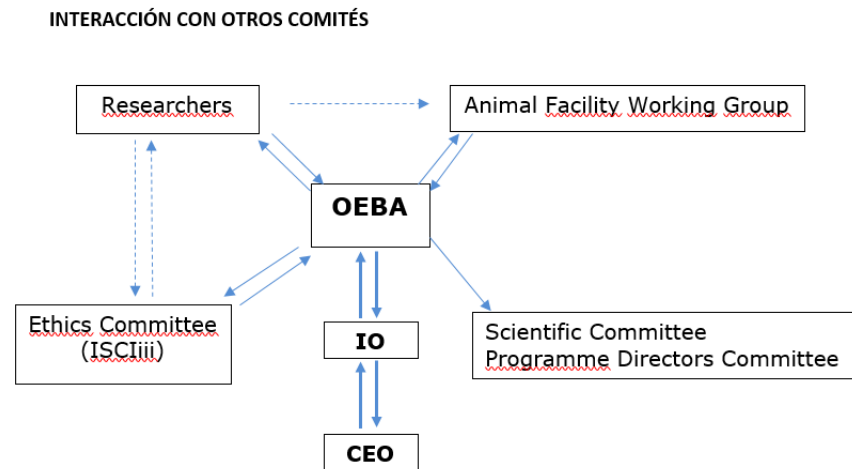 INTERACCIÓN CON OTROS COMITÉS
Researchers
Animal Facility Working Group
OEBA
Ethics Committee
(ISCIiii)
IO
Scientific Committee
Programme Directors Committee
CEO